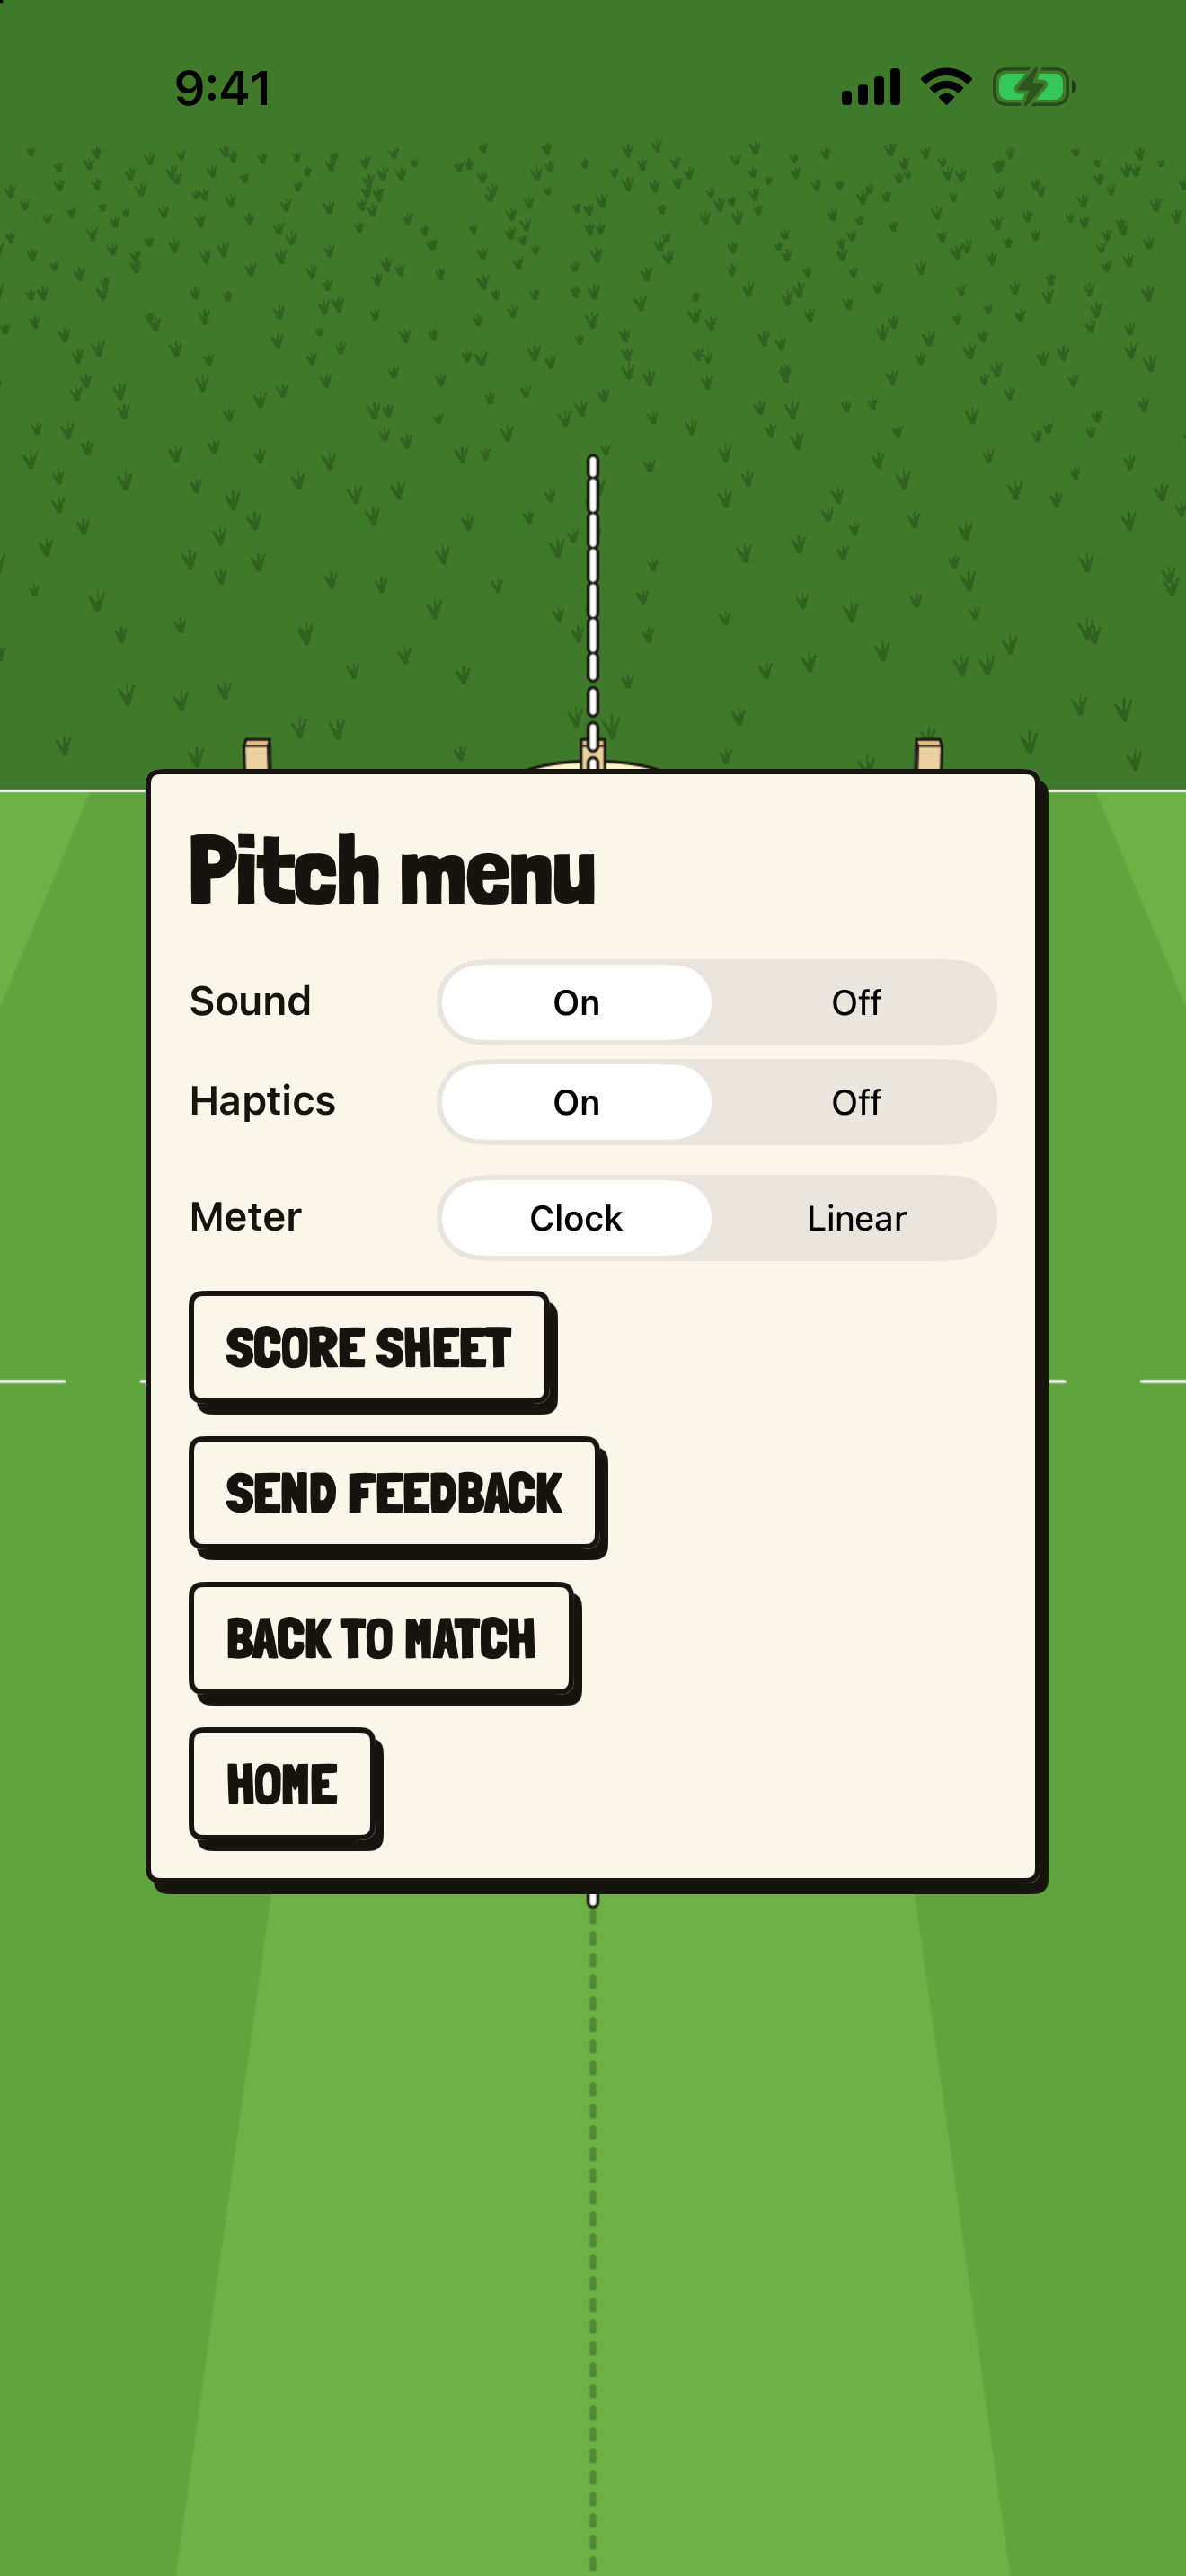 9:41
Pitch menu
Sound On Off
Haptics On Off
Meter Clock Linear
SCORE SHEET
SEND FEEDBACK
BACK TO MATCH
HOME